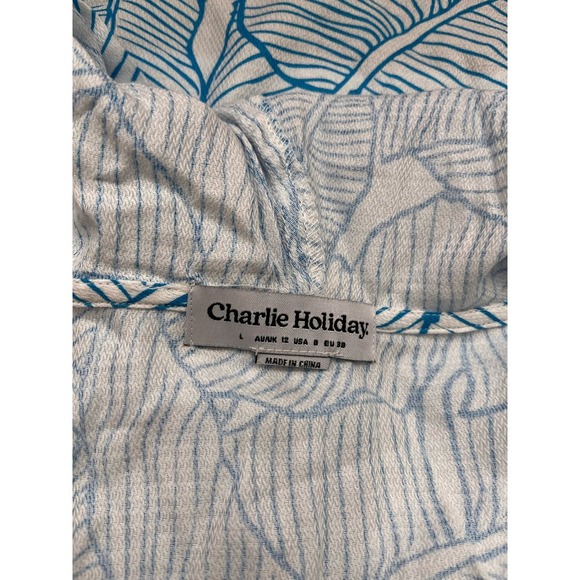 Charlie Holiday.
L AU/UK 12 USA 8 EU 38
MADE IN CHINA